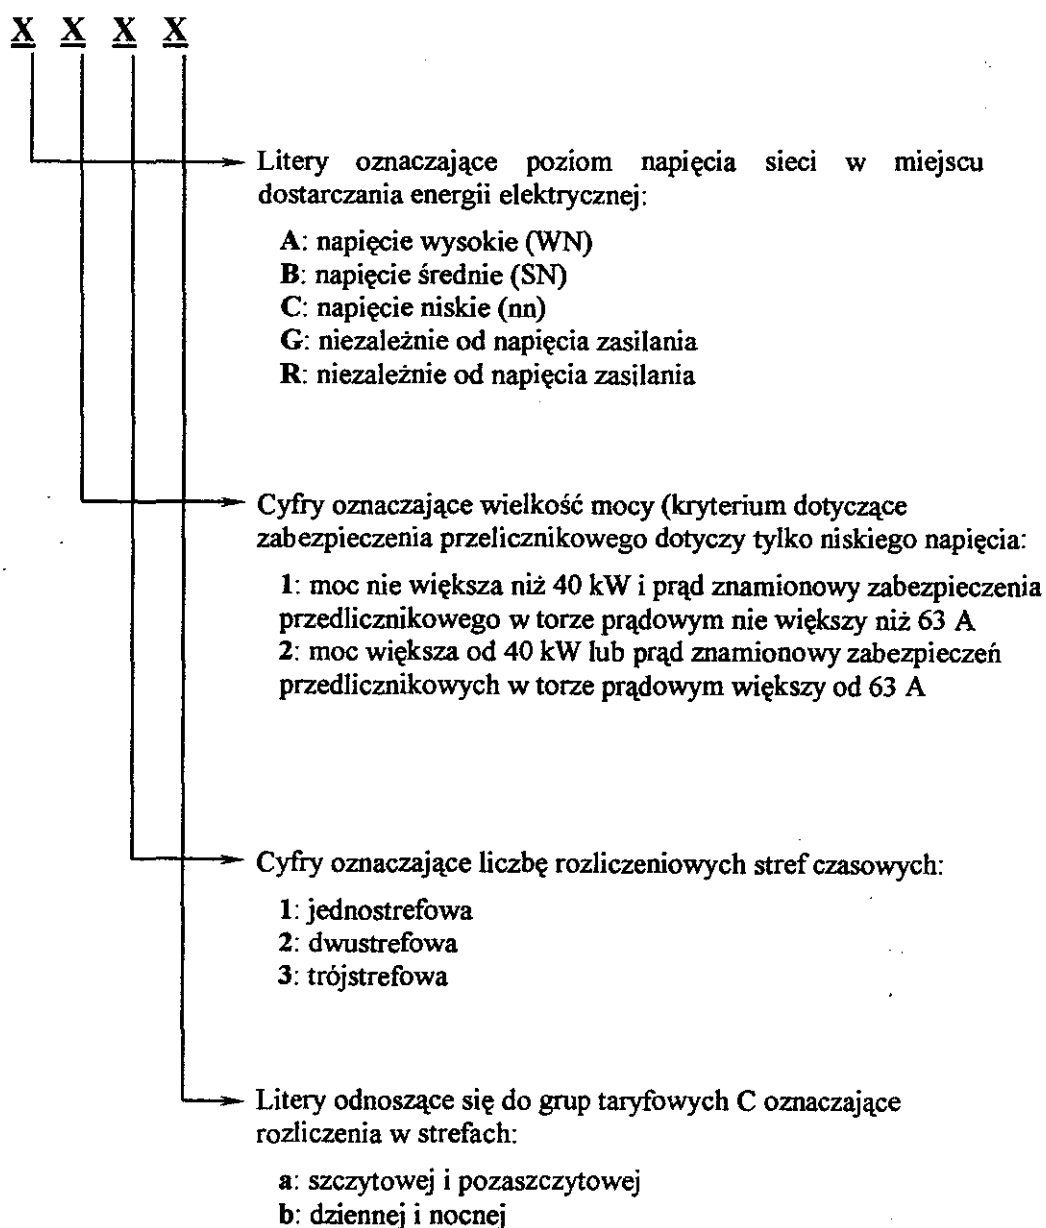 X X X X
Litery oznaczające poziom napięcia sieci w miejscu
dostarczania energii elektrycznej:
A: napięcie wysokie (WN)
B: napięcie średnie (SN)
C: napięcie niskie (nn)
G: niezależnie od napięcia zasilania
R: niezależnie od napięcia zasilania
Cyfry oznaczające wielkość mocy (kryterium dotyczące
zabezpieczenia przelicznikowego dotyczy tylko niskiego napięcia:
1: moc nie większa niż 40 kW i prąd znamionowy zabezpieczenia
przedlicznikowego w torze prądowym nie większy niż 63 A
2: moc większa od 40 kW lub prąd znamionowy zabezpieczeń
przedlicznikowych w torze prądowym większy od 63 A
Cyfry oznaczające liczbę rozliczeniowych stref czasowych:
1: jednostrefowa
2: dwustrefowa
3: trójstrefowa
Litery odnoszące się do grup taryfowych C oznaczające
rozliczenia w strefach:
a: szczytowej i pozaszczytowej
b: dziennej i nocnej